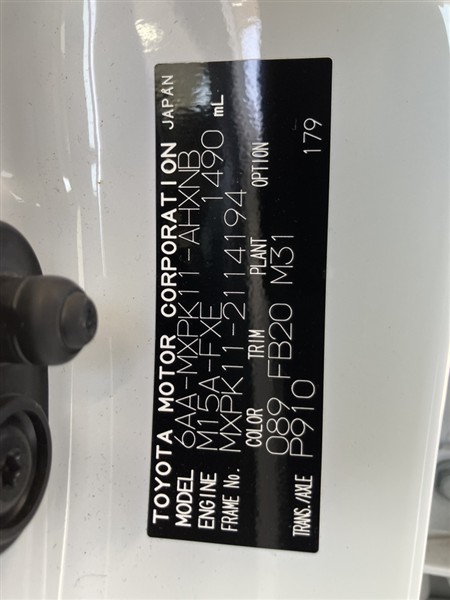 TOYOTA MOTOR CORPORATION JAPAN
MODEL 6AA-MXPK11-AHXNB
ENGINE M15A-FXE 1490 mL
FRAME No. MXPK11-2114194
COLOR TRIM PLANT OPTION
089 FB20 M31 179
TRANS./AXLE P910